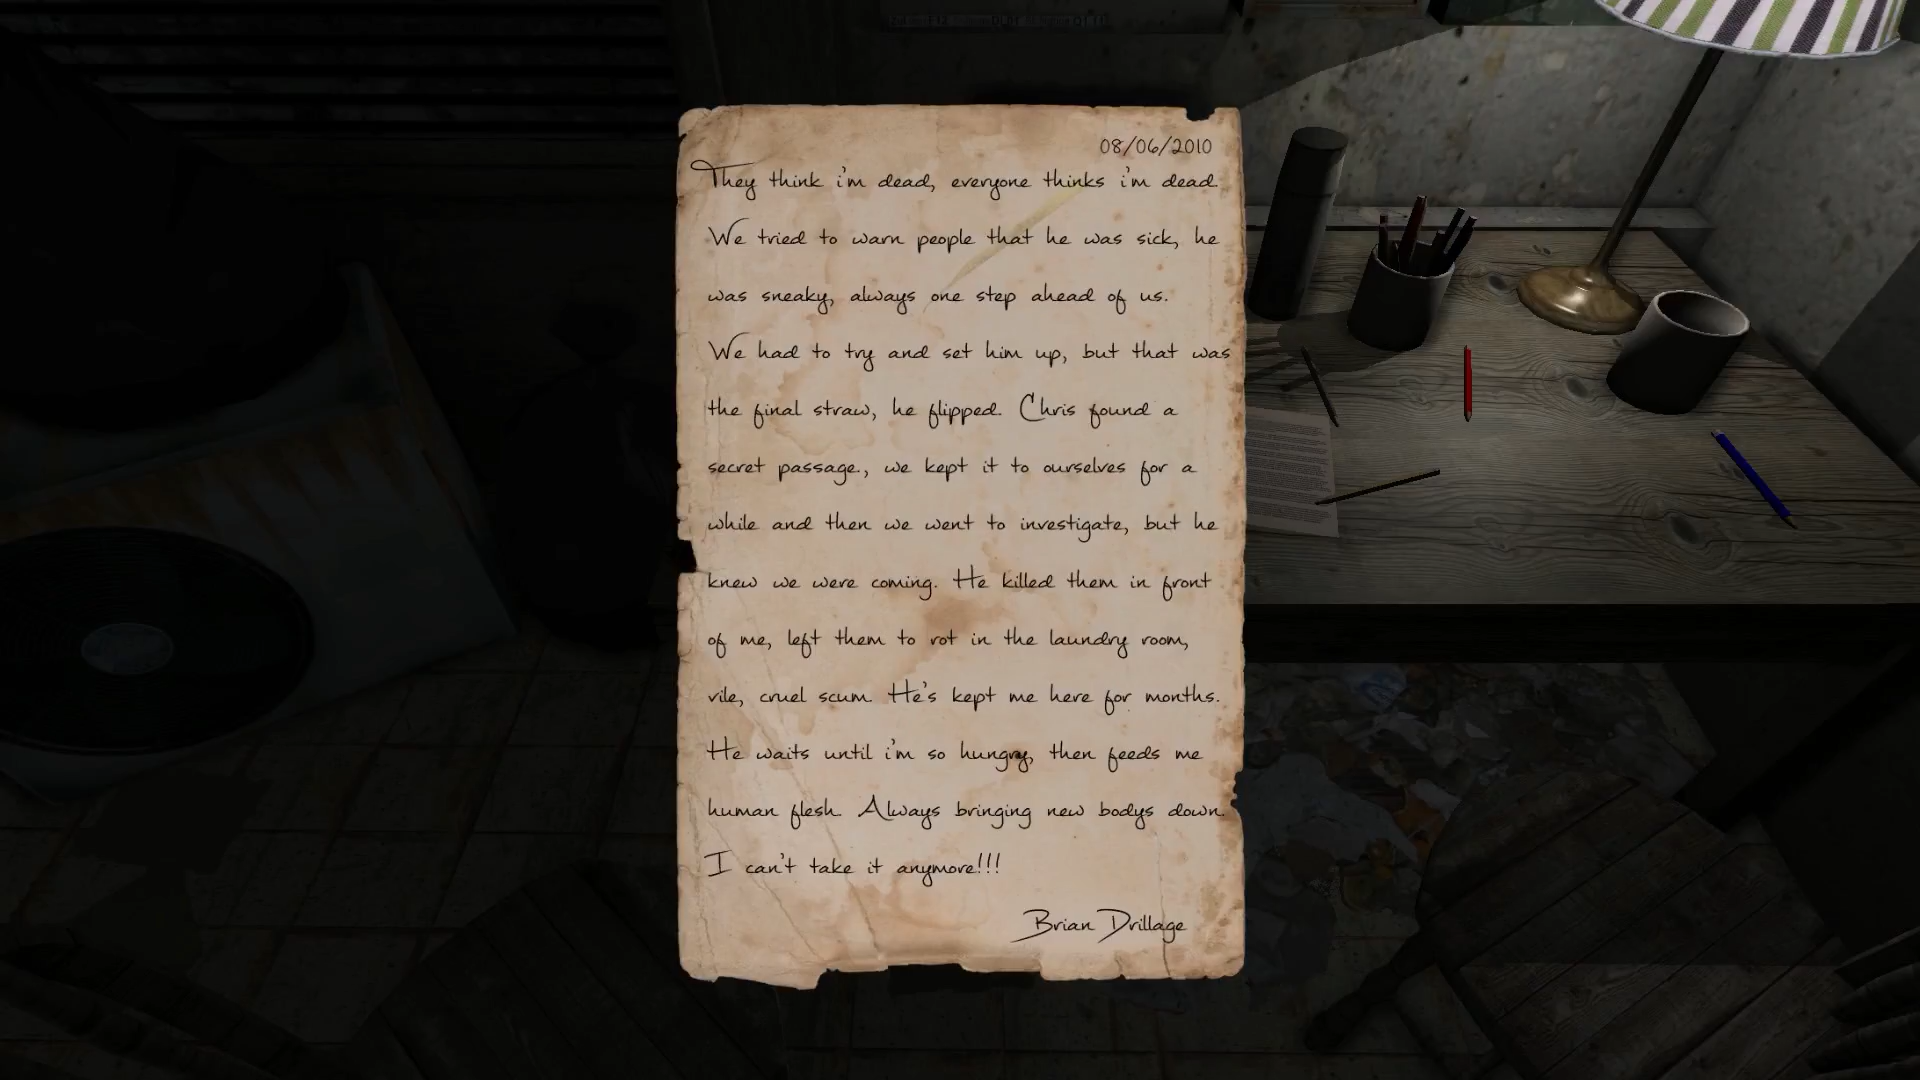 08/06/2010
They think i'm dead, everyone thinks i'm dead.
We tried to warn people that he was sick, he
was sneaky, always one step ahead of us.
We had to try and set him up, but that was
the final straw, he flipped. Chris found a
secret passage, we kept it to ourselves for a
while and then we went to investigate, but he
knew we were coming. He killed them in front
of me, left them to rot in the laundry room,
vile, cruel scum. He's kept me here for months.
He waits until i'm so hungry, then feeds me
human flesh. Always bringing new bodys down.
I can't take it anymore!!!
Brian Drillage